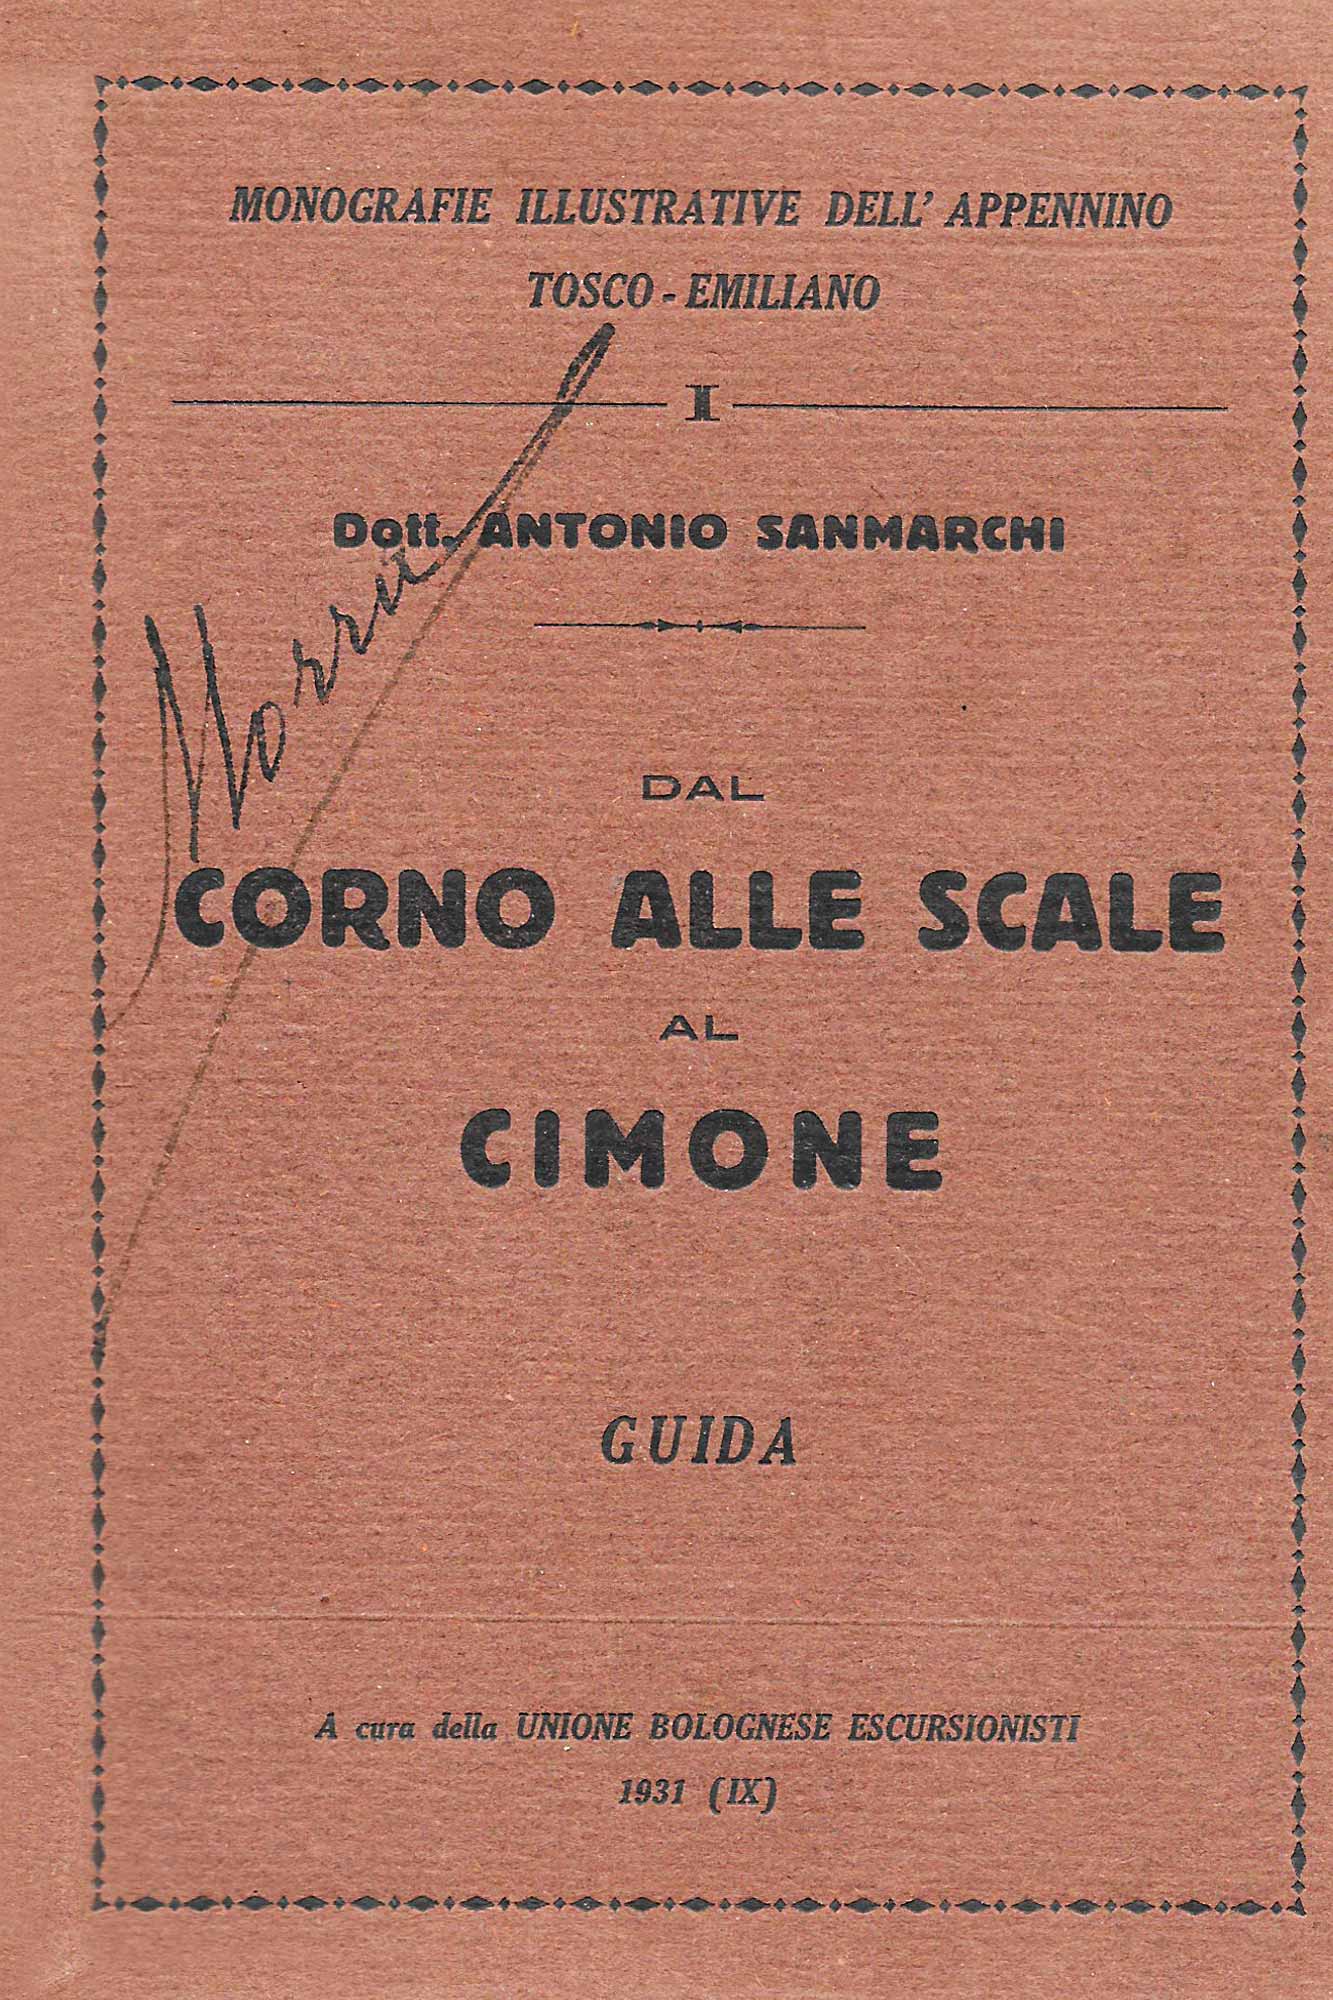 MONOGRAFIE ILLUSTRATIVE DELL' APPENNINO
TOSCO - EMILIANO
I
Dott. ANTONIO SANMARCHI
DAL
CORNO ALLE SCALE
AL
CIMONE
GUIDA
A cura della UNIONE BOLOGNESE ESCURSIONISTI
1931 (IX)